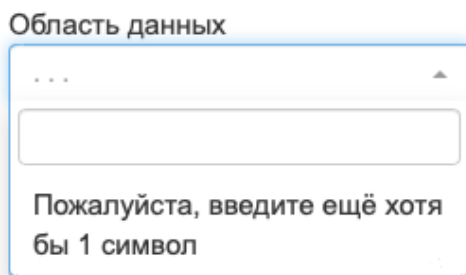 Область данных
. . .
Пожалуйста, введите ещё хотя
бы 1 символ